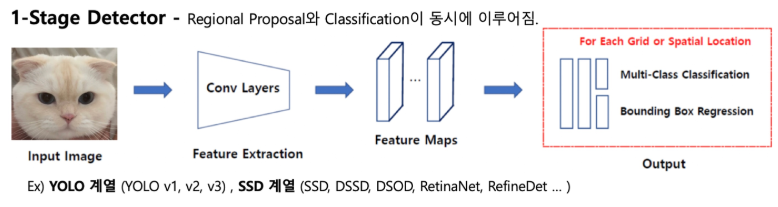 1-Stage Detector - Regional Proposal와 Classification이 동시에 이루어짐.
For Each Grid or Spatial Location
Conv Layers
...
Multi-Class Classification
Bounding Box Regression
Feature Maps
Input Image
Feature Extraction
Output
Ex) YOLO 계열 (YOLO v1, v2, v3) , SSD 계열 (SSD, DSSD, DSOD, RetinaNet, RefineDet ... )